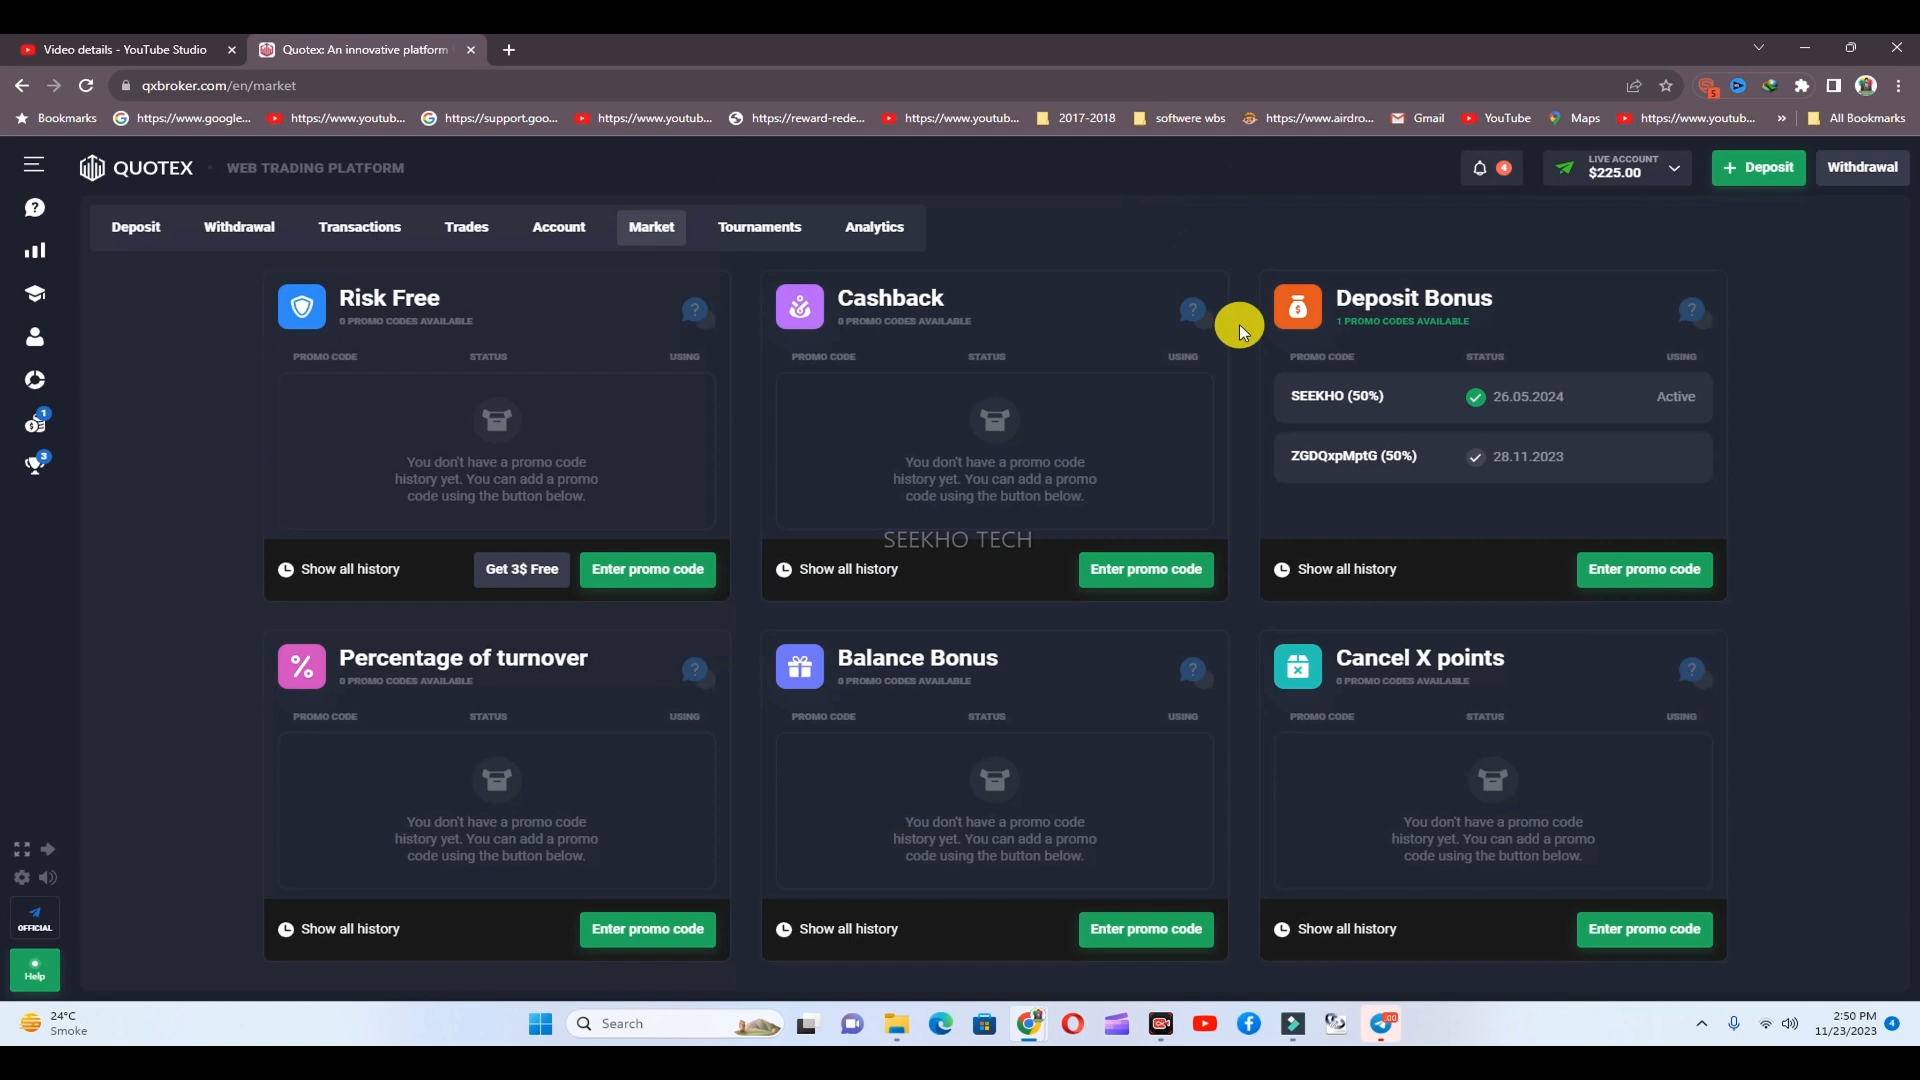 Video details - YouTube Studio
Quotex: An innovative platform
qxbroker.com/en/market
5
Bookmarks
https://www.google...
https://www.youtub...
https://support.goo...
https://www.youtub...
https://reward-rede...
https://www.youtub...
2017-2018
softwere wbs
https://www.airdro...
Gmail
YouTube
Maps
https://www.youtub...
»
All Bookmarks
QUOTEX
WEB TRADING PLATFORM
4
LIVE ACCOUNT
$225.00
+ Deposit
Withdrawal
Deposit
Withdrawal
Transactions
Trades
Account
Market
Tournaments
Analytics
1
3
Risk Free
0 PROMO CODES AVAILABLE
?
PROMO CODE
STATUS
USING
You don't have a promo code
history yet. You can add a promo
code using the button below.
Show all history
Get 3$ Free
Enter promo code
Cashback
0 PROMO CODES AVAILABLE
?
PROMO CODE
STATUS
USING
You don't have a promo code
history yet. You can add a promo
code using the button below.
SEEKHO TECH
Show all history
Enter promo code
Deposit Bonus
1 PROMO CODES AVAILABLE
?
PROMO CODE
STATUS
USING
SEEKHO (50%)
26.05.2024
Active
ZGDQxpMptG (50%)
28.11.2023
Show all history
Enter promo code
Percentage of turnover
0 PROMO CODES AVAILABLE
?
PROMO CODE
STATUS
USING
You don't have a promo code
history yet. You can add a promo
code using the button below.
Show all history
Enter promo code
Balance Bonus
0 PROMO CODES AVAILABLE
?
PROMO CODE
STATUS
USING
You don't have a promo code
history yet. You can add a promo
code using the button below.
Show all history
Enter promo code
Cancel X points
0 PROMO CODES AVAILABLE
?
PROMO CODE
STATUS
USING
You don't have a promo code
history yet. You can add a promo
code using the button below.
Show all history
Enter promo code
OFFICIAL
Help
24°C
Smoke
Search
2:50 PM
11/23/2023
4